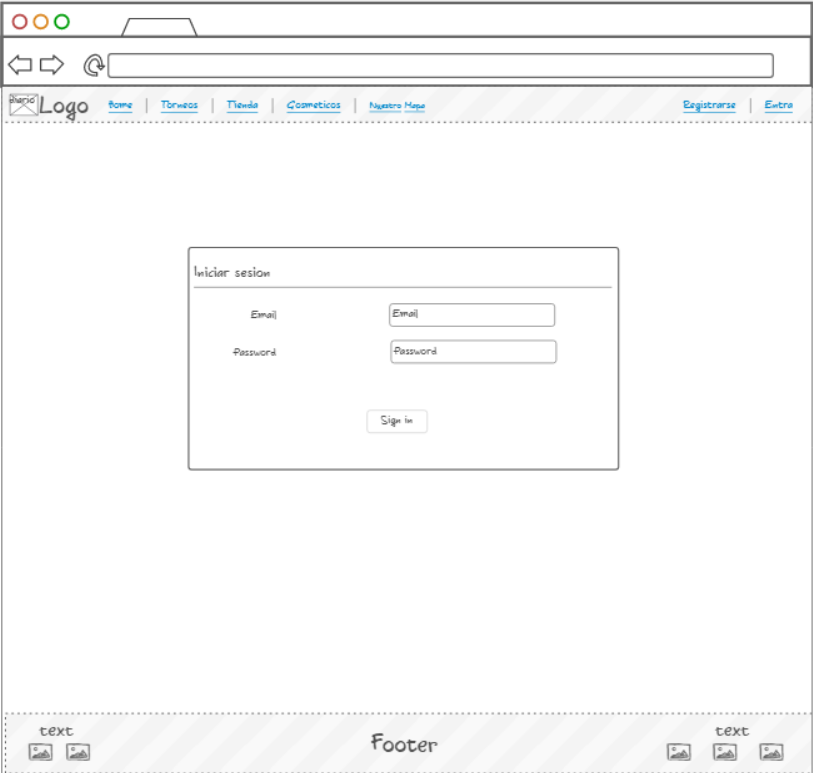 Diario Logo Home | Torneos | Tienda | Cosmeticos | Nuestro Mapa Registrarse | Entra
Iniciar sesion
Email Email
Password Password
Sign in
text Footer text